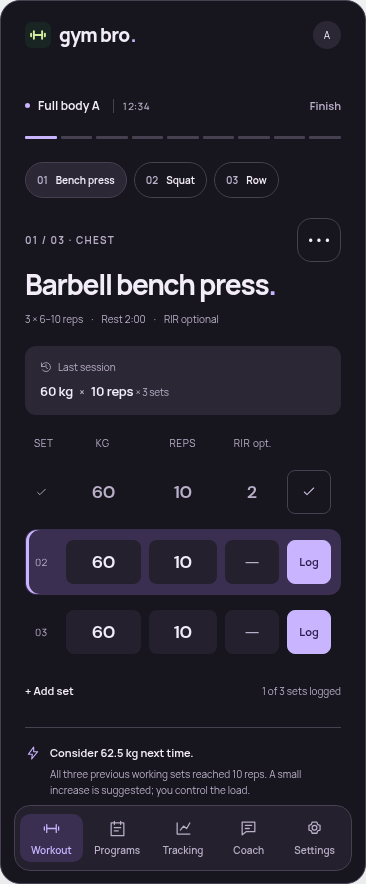 gym bro.
A
Full body A 12:34 Finish
01 Bench press 02 Squat 03 Row
01 / 03 · CHEST
Barbell bench press.
3 × 6–10 reps · Rest 2:00 · RIR optional
Last session
60 kg × 10 reps × 3 sets
SET KG REPS RIR opt.
60 10 2
02 60 10 — Log
03 60 10 — Log
+ Add set 1 of 3 sets logged
Consider 62.5 kg next time.
All three previous working sets reached 10 reps. A small
increase is suggested; you control the load.
Workout Programs Tracking Coach Settings